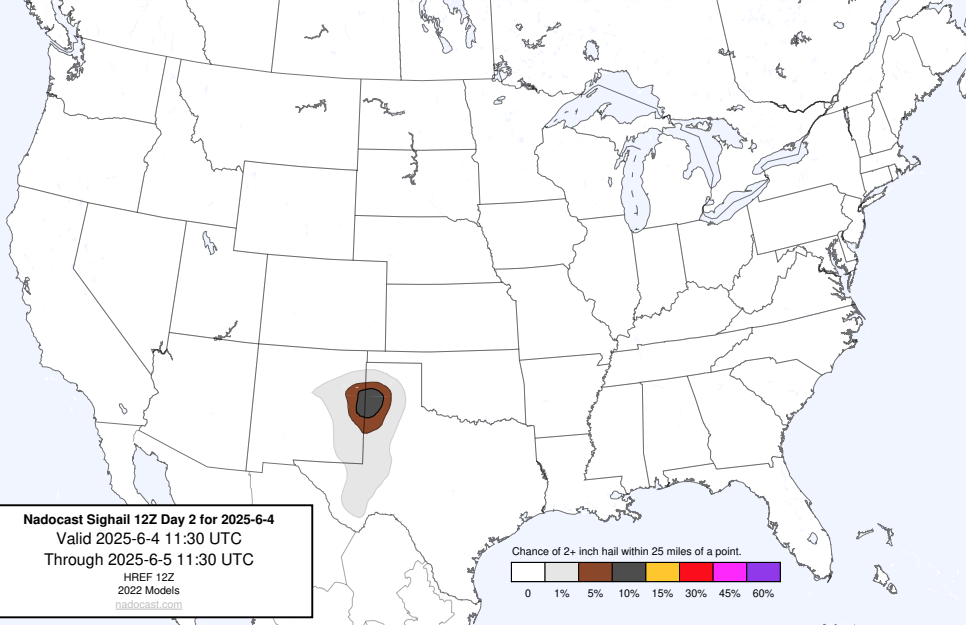 Nadocast Sighail 12Z Day 2 for 2025-6-4
Valid 2025-6-4 11:30 UTC
Through 2025-6-5 11:30 UTC
HREF 12Z
2022 Models
nadocast.com
Chance of 2+ inch hail within 25 miles of a point.
0 1% 5% 10% 15% 30% 45% 60%